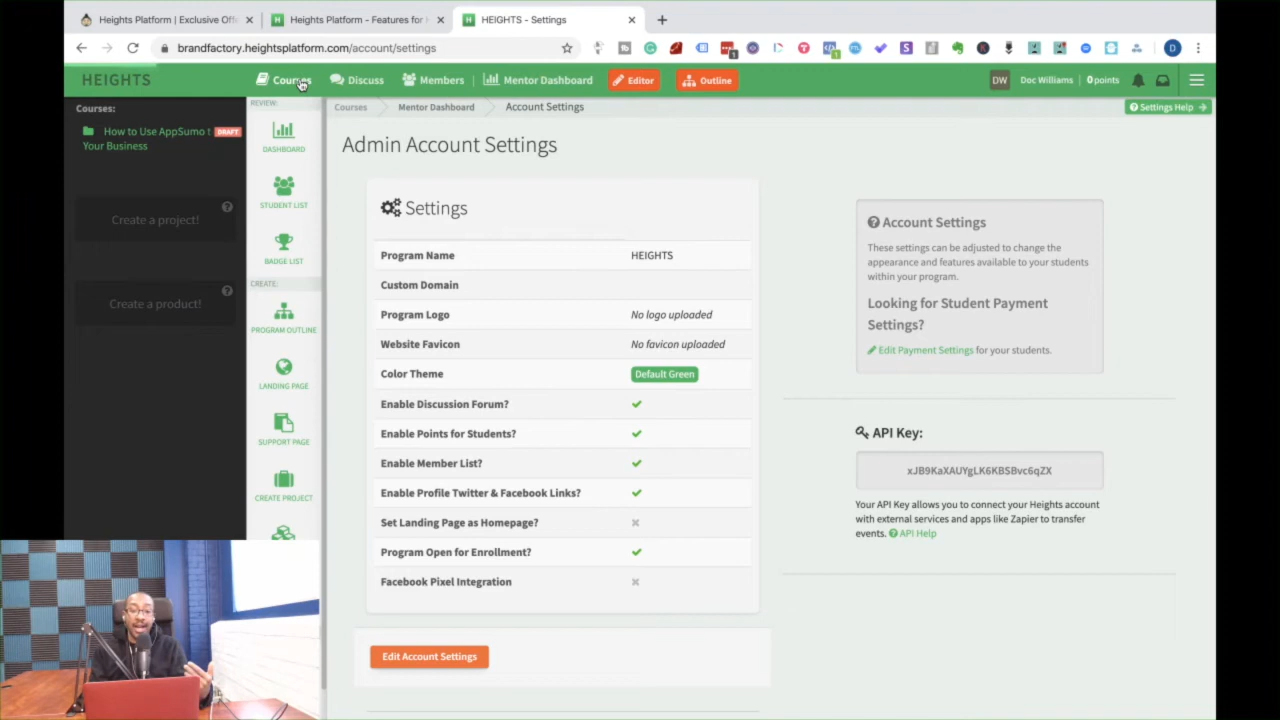 Heights Platform | Exclusive Offe
Heights Platform - Features for H
HEIGHTS - Settings
brandfactory.heightsplatform.com/account/settings
HEIGHTS
Courses
Discuss
Members
Mentor Dashboard
Editor
Outline
DW
Doc Williams
0 points
Courses:
How to Use AppSumo t
DRAFT
Your Business
Create a project!
Create a product!
REVIEW:
DASHBOARD
STUDENT LIST
BADGE LIST
CREATE:
PROGRAM OUTLINE
LANDING PAGE
SUPPORT PAGE
CREATE PROJECT
Courses
Mentor Dashboard
Account Settings
Settings Help
Admin Account Settings
Settings
Program Name
HEIGHTS
Custom Domain
Program Logo
No logo uploaded
Website Favicon
No favicon uploaded
Color Theme
Default Green
Enable Discussion Forum?
Enable Points for Students?
Enable Member List?
Enable Profile Twitter & Facebook Links?
Set Landing Page as Homepage?
Program Open for Enrollment?
Facebook Pixel Integration
Edit Account Settings
Account Settings
These settings can be adjusted to change the
appearance and features available to your students
within your program.
Looking for Student Payment
Settings?
Edit Payment Settings for your students.
API Key:
xJB9KaXAUYgLK6KBSBvc6qZX
Your API Key allows you to connect your Heights account
with external services and apps like Zapier to transfer
events. API Help